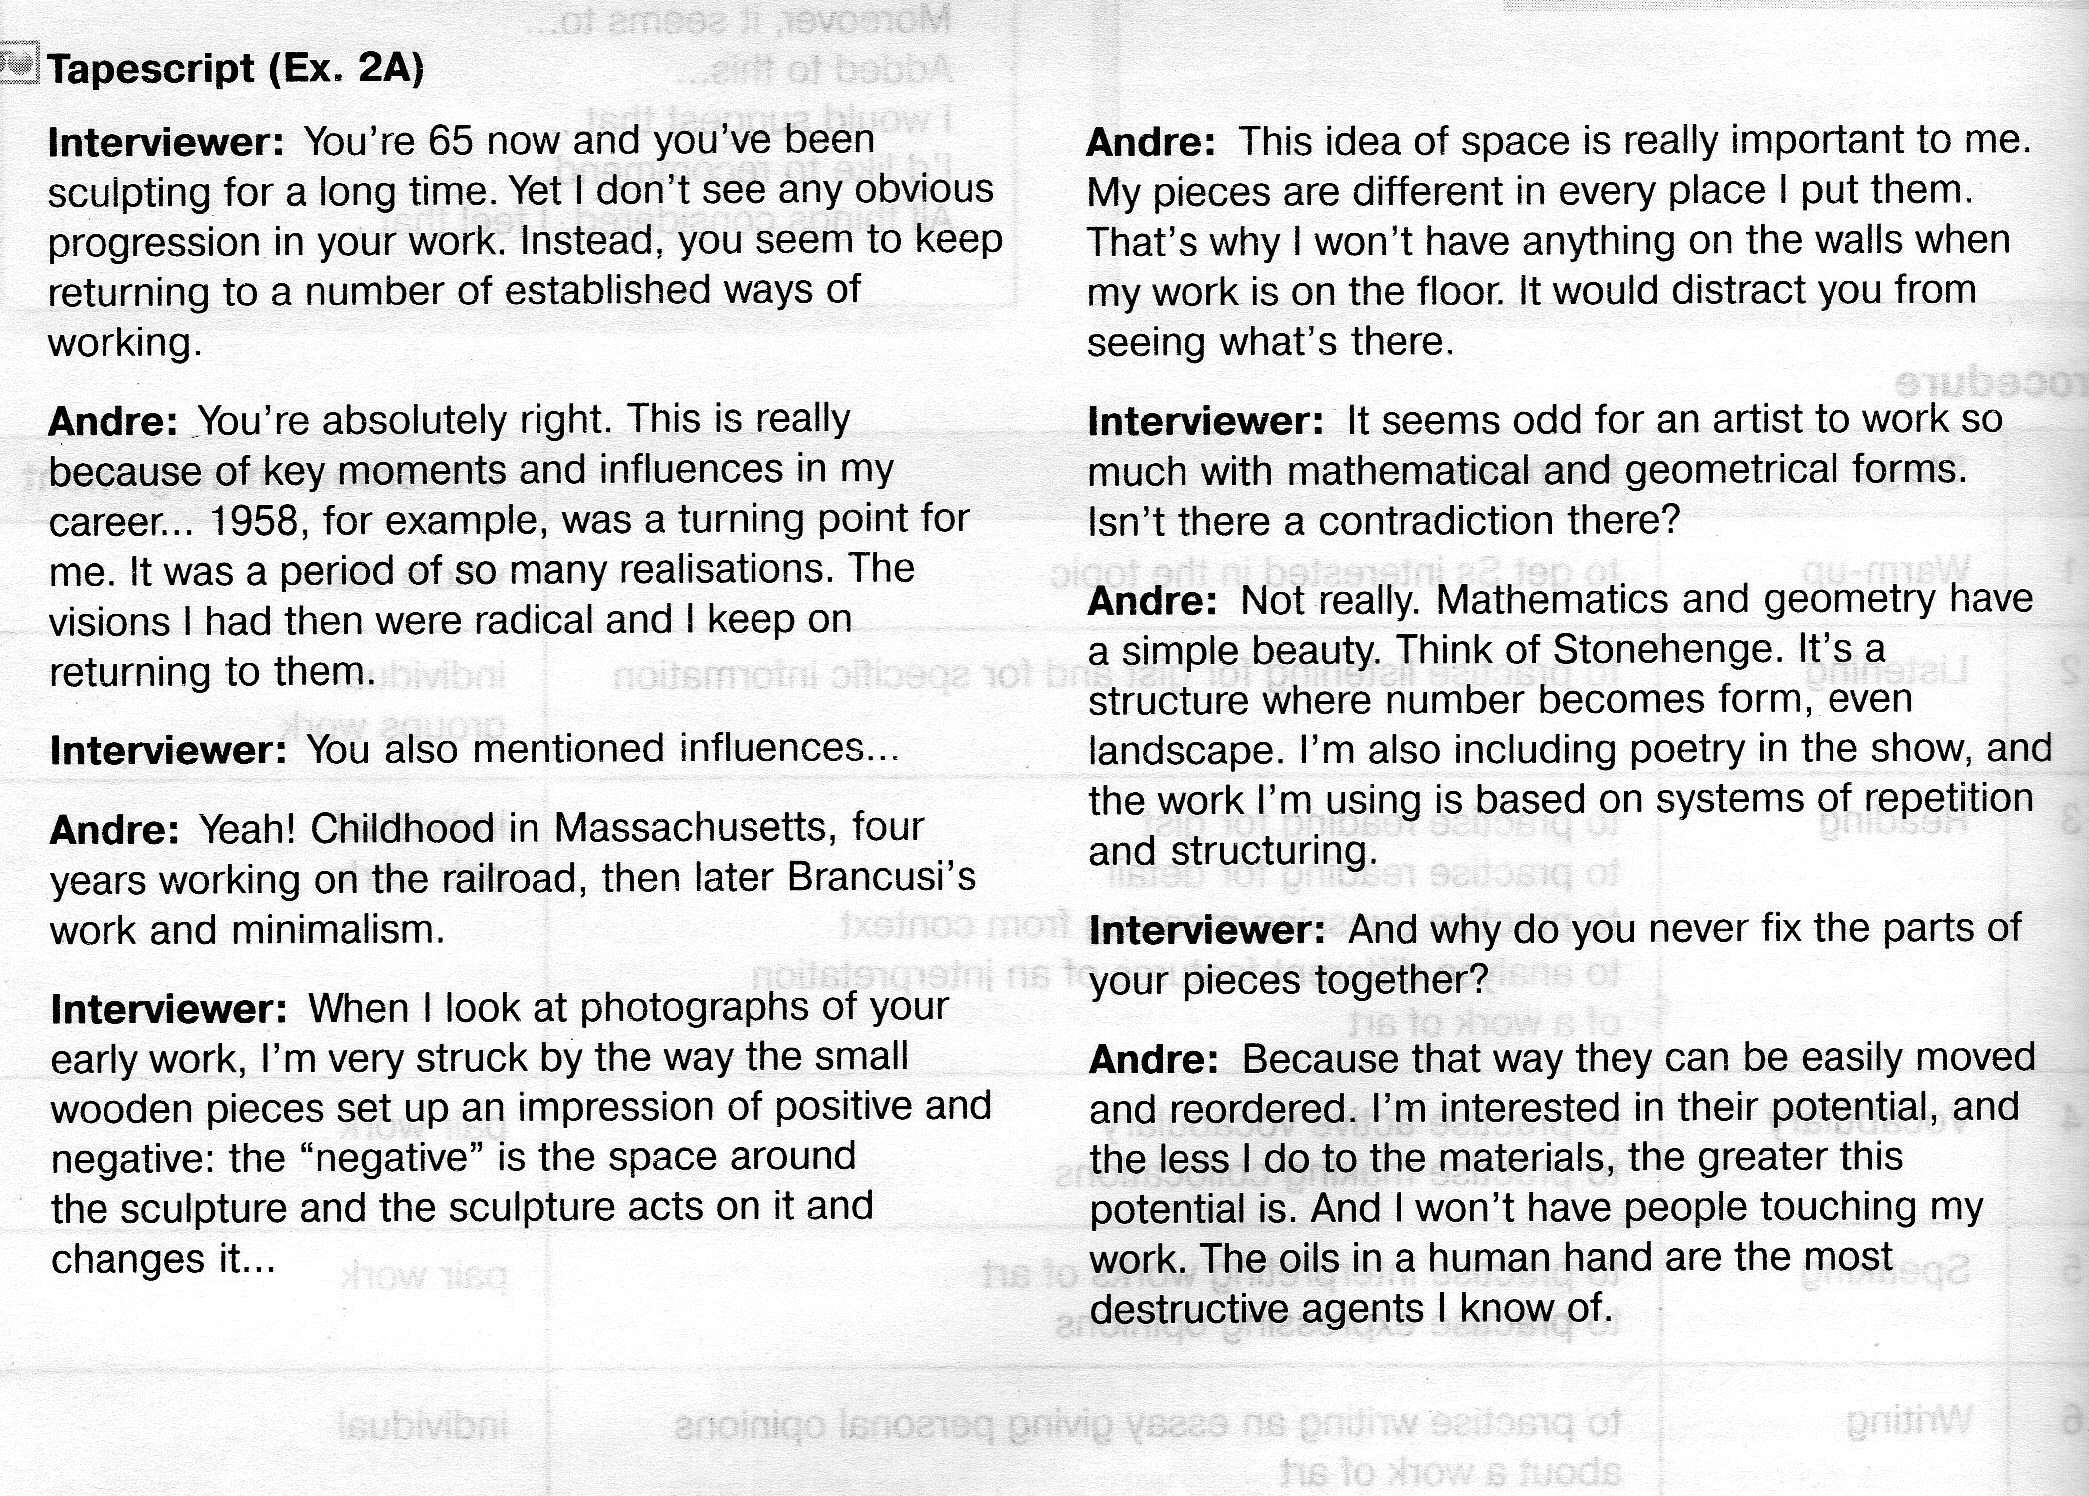 Tapescript (Ex. 2A)
Interviewer: You're 65 now and you've been
sculpting for a long time. Yet I don't see any obvious
progression in your work. Instead, you seem to keep
returning to a number of established ways of
working.
Andre: You're absolutely right. This is really
because of key moments and influences in my
career... 1958, for example, was a turning point for
me. It was a period of so many realisations. The
visions I had then were radical and I keep on
returning to them.
Interviewer: You also mentioned influences...
Andre: Yeah! Childhood in Massachusetts, four
years working on the railroad, then later Brancusi's
work and minimalism.
Interviewer: When I look at photographs of your
early work, I'm very struck by the way the small
wooden pieces set up an impression of positive and
negative: the “negative” is the space around
the sculpture and the sculpture acts on it and
changes it...
Andre: This idea of space is really important to me.
My pieces are different in every place I put them.
That's why I won't have anything on the walls when
my work is on the floor. It would distract you from
seeing what's there.
Interviewer: It seems odd for an artist to work so
much with mathematical and geometrical forms.
Isn't there a contradiction there?
Andre: Not really. Mathematics and geometry have
a simple beauty. Think of Stonehenge. It's a
structure where number becomes form, even
landscape. I'm also including poetry in the show, and
the work I'm using is based on systems of repetition
and structuring.
Interviewer: And why do you never fix the parts of
your pieces together?
Andre: Because that way they can be easily moved
and reordered. I'm interested in their potential, and
the less I do to the materials, the greater this
potential is. And I won't have people touching my
work. The oils in a human hand are the most
destructive agents I know of.